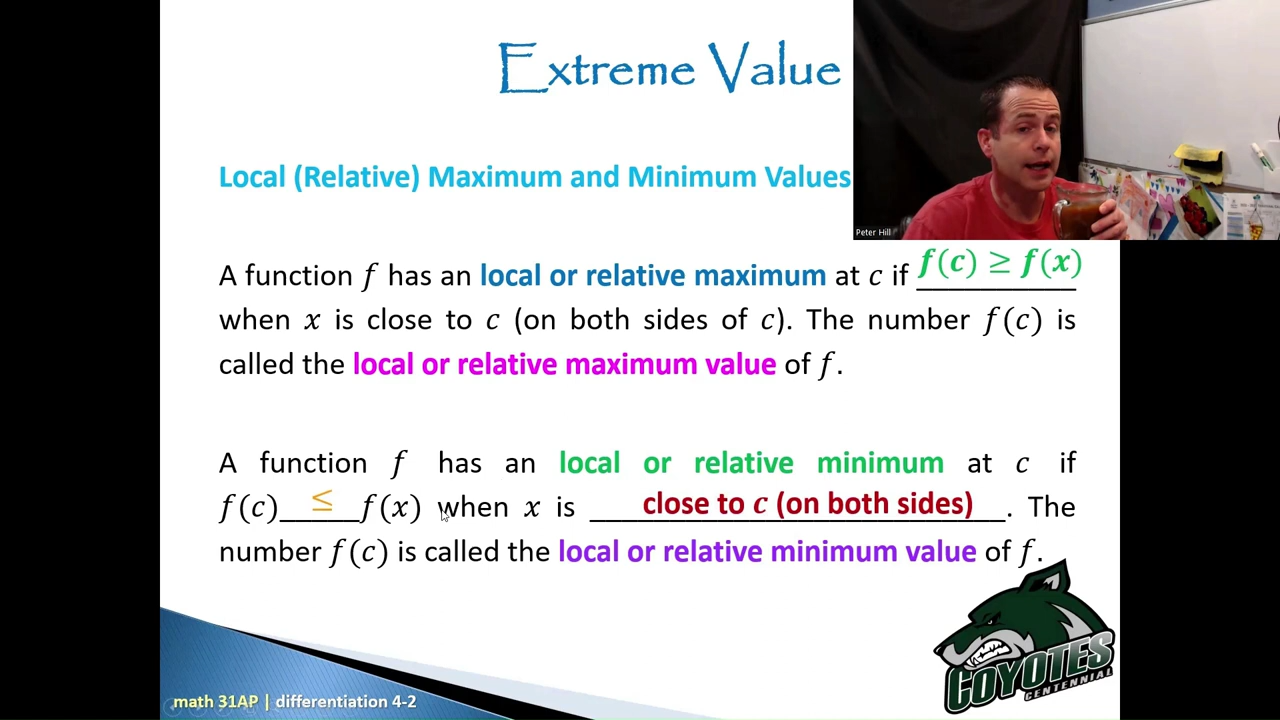 Extreme Value
Peter Hill
Local (Relative) Maximum and Minimum Values
A function f has an local or relative maximum at c if f(c) ≥ f(x)
when x is close to c (on both sides of c). The number f(c) is
called the local or relative maximum value of f.
A function f has an local or relative minimum at c if
f(c) ≤ f(x) when x is close to c (on both sides). The
number f(c) is called the local or relative minimum value of f.
COYOTES
CENTENNIAL
math 31AP | differentiation 4-2